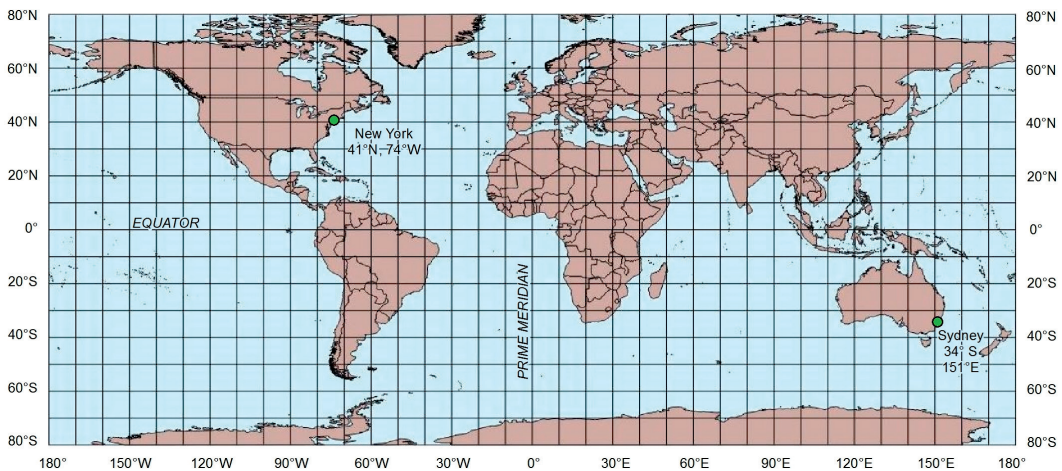 80°N 80°N
60°N 60°N
40°N 40°N
New York
41°N, 74°W
20°N 20°N
EQUATOR
0° 0°
PRIME MERIDIAN
20°S 20°S
40°S 40°S
Sydney
34° S
151°E
60°S 60°S
80°S 80°S
180° 150°W 120°W 90°W 60°W 30°W 0° 30°E 60°E 90°E 120°E 150°E 180°